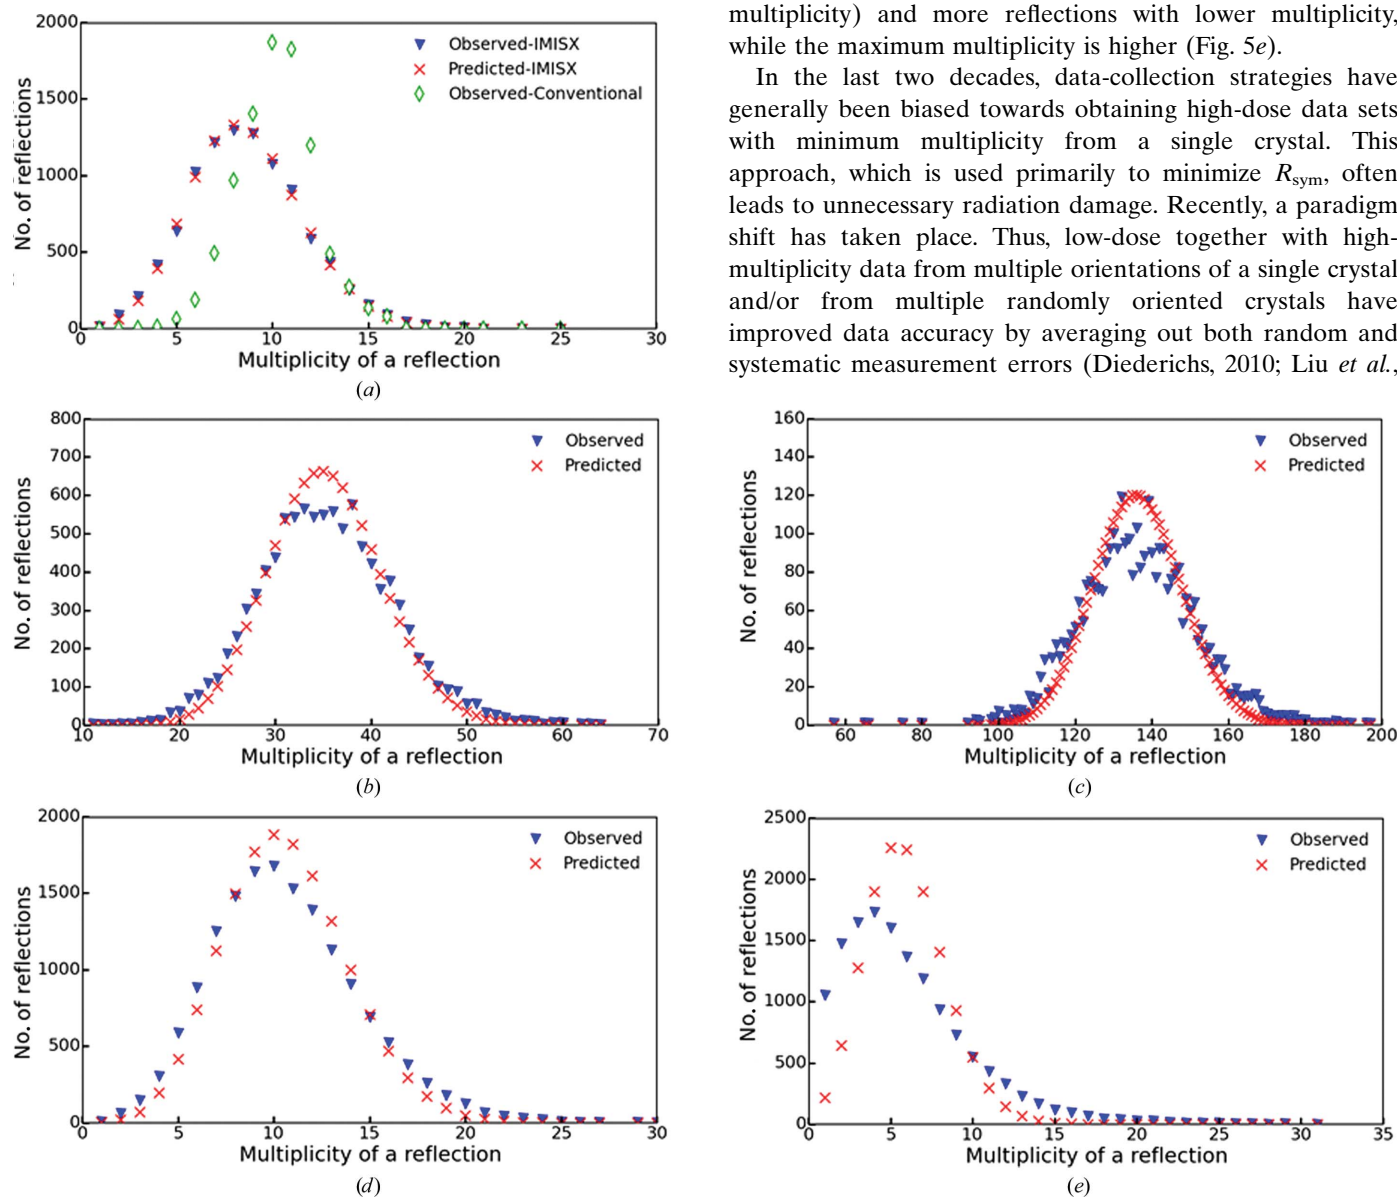 multiplicity) and more reflections with lower multiplicity,
while the maximum multiplicity is higher (Fig. 5e).
In the last two decades, data-collection strategies have
generally been biased towards obtaining high-dose data sets
with minimum multiplicity from a single crystal. This
approach, which is used primarily to minimize Rsym, often
leads to unnecessary radiation damage. Recently, a paradigm
shift has taken place. Thus, low-dose together with high-
multiplicity data from multiple orientations of a single crystal
and/or from multiple randomly oriented crystals have
improved data accuracy by averaging out both random and
systematic measurement errors (Diederichs, 2010; Liu et al.,
2000
1500
1000
500
0
No. of reflections
Observed-IMISX
Predicted-IMISX
Observed-Conventional
0 5 10 15 20 25 30
Multiplicity of a reflection
(a)
800
700
600
500
400
300
200
100
0
No. of reflections
Observed
Predicted
10 20 30 40 50 60 70
Multiplicity of a reflection
(b)
160
140
120
100
80
60
40
20
0
No. of reflections
Observed
Predicted
60 80 100 120 140 160 180 200
Multiplicity of a reflection
(c)
2000
1500
1000
500
0
No. of reflections
Observed
Predicted
0 5 10 15 20 25 30
Multiplicity of a reflection
(d)
2500
2000
1500
1000
500
0
No. of reflections
Observed
Predicted
0 5 10 15 20 25 30 35
Multiplicity of a reflection
(e)